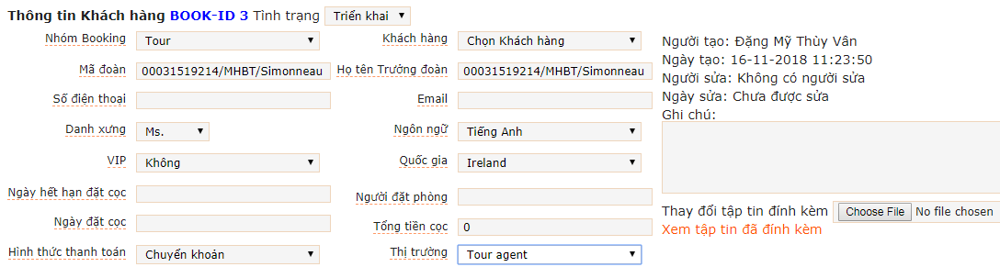 Thông tin Khách hàng BOOK-ID 3 Tình trạng Triển khai
Nhóm Booking Tour Khách hàng Chọn Khách hàng
Mã đoàn 00031519214/MHBT/Simonneau Họ tên Trưởng đoàn 00031519214/MHBT/Simonneau
Số điện thoại Email
Danh xưng Ms. Ngôn ngữ Tiếng Anh
VIP Không Quốc gia Ireland
Ngày hết hạn đặt cọc Người đặt phòng
Ngày đặt cọc Tổng tiền cọc 0
Hình thức thanh toán Chuyển khoản Thị trường Tour agent
Người tạo: Đặng Mỹ Thùy Vân
Ngày tạo: 16-11-2018 11:23:50
Người sửa: Không có người sửa
Ngày sửa: Chưa được sửa
Ghi chú:
Thay đổi tập tin đính kèm Choose File No file chosen
Xem tập tin đã đính kèm